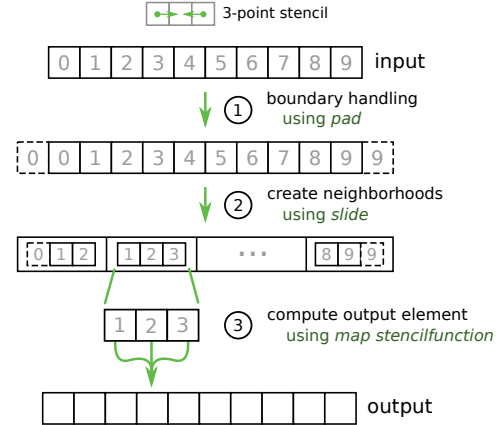 3-point stencil
0 1 2 3 4 5 6 7 8 9 input
1 boundary handling
using pad
0 0 1 2 3 4 5 6 7 8 9 9
2 create neighborhoods
using slide
0 1 2 1 2 3 ... 8 9 9
3 compute output element
using map stencilfunction
1 2 3
output